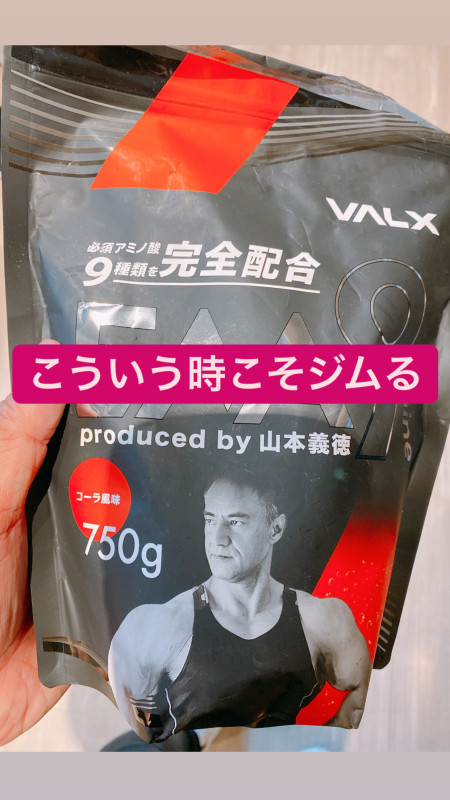 VALX
必須アミノ酸
9種類を完全配合
EAA9
こういう時こそジムる
produced by 山本義徳
コーラ風味
750g